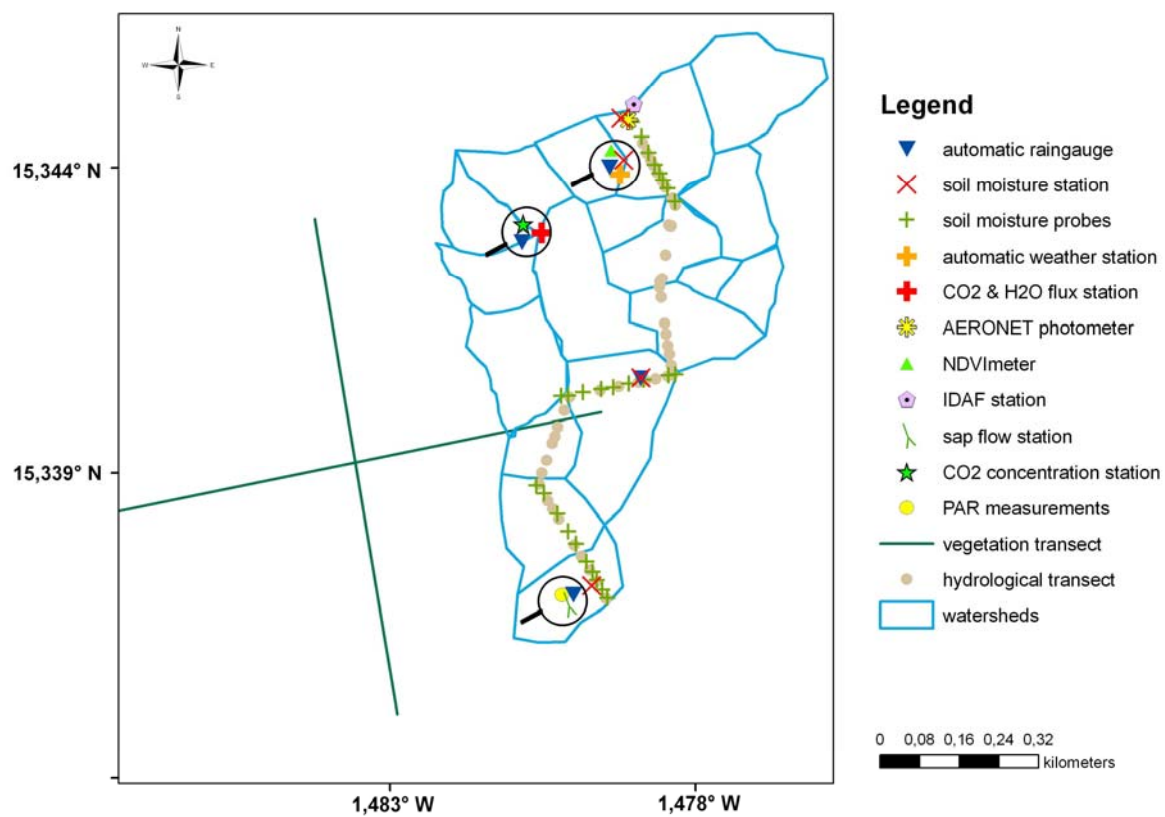 N
W E
S
15,344° N
15,339° N
1,483° W
1,478° W
Legend
automatic raingauge
soil moisture station
soil moisture probes
automatic weather station
CO2 & H2O flux station
AERONET photometer
NDVImeter
IDAF station
sap flow station
CO2 concentration station
PAR measurements
vegetation transect
hydrological transect
watersheds
0 0,08 0,16 0,24 0,32
kilometers